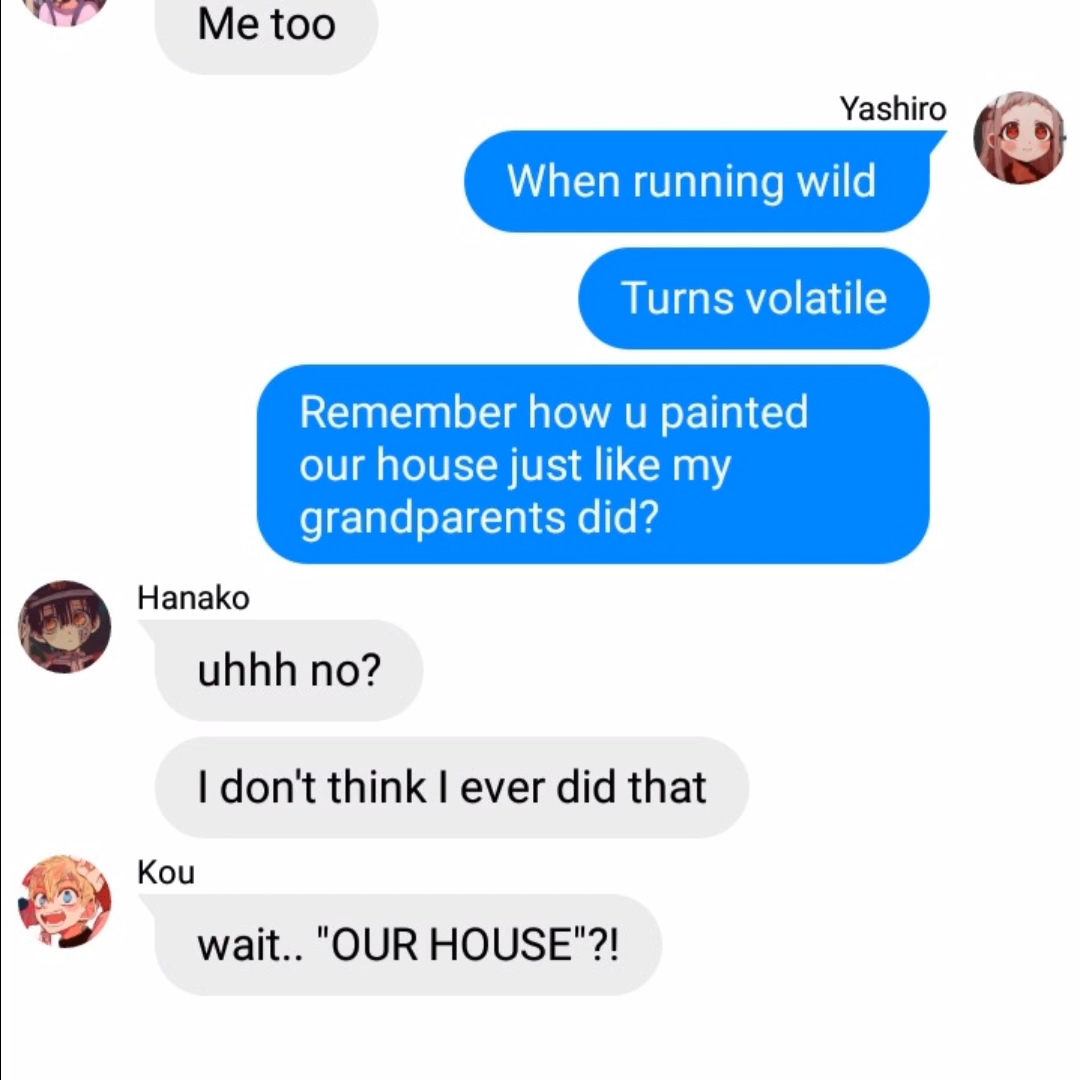 Me too
Yashiro
When running wild
Turns volatile
Remember how u painted
our house just like my
grandparents did?
Hanako
uhhh no?
I don't think I ever did that
Kou
wait.. "OUR HOUSE"?!